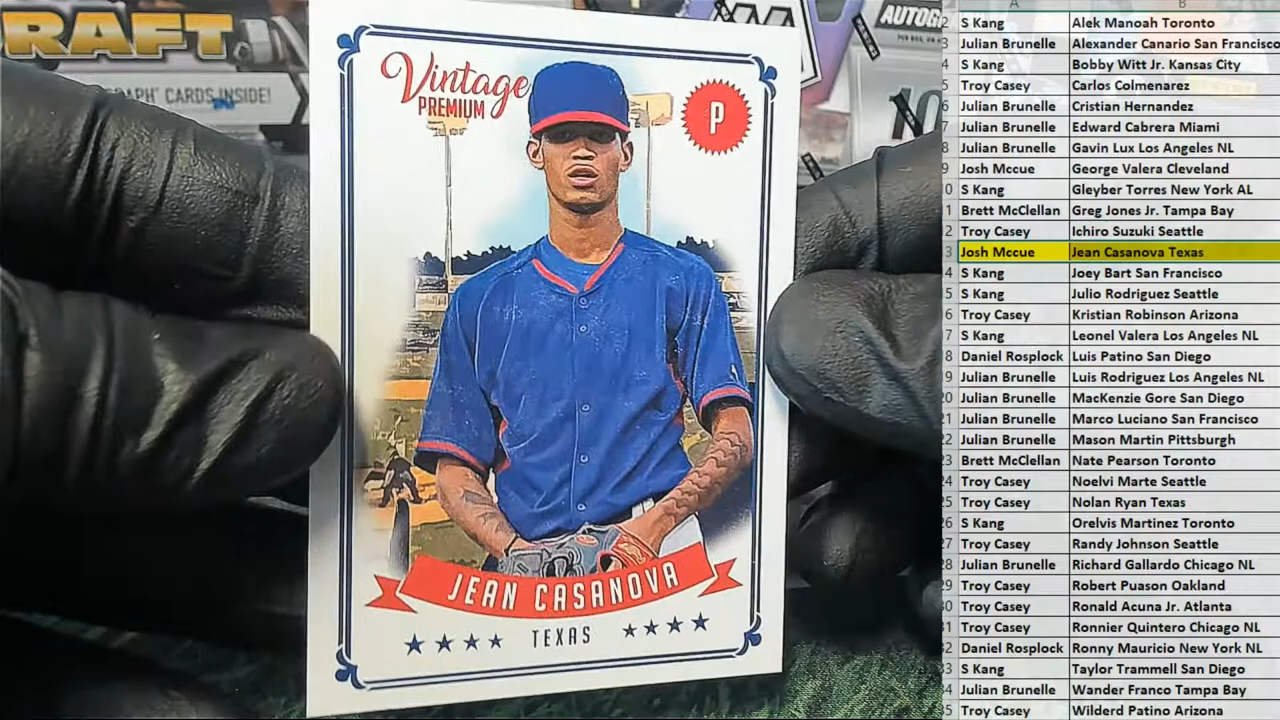 RAFT
APH® CARDS INSIDE!
AUTOG
10
Vintage
PREMIUM
P
JEAN CASANOVA
TEXAS
A B
2 S Kang Alek Manoah Toronto
3 Julian Brunelle Alexander Canario San Francisco
4 S Kang Bobby Witt Jr. Kansas City
5 Troy Casey Carlos Colmenarez
6 Julian Brunelle Cristian Hernandez
7 Julian Brunelle Edward Cabrera Miami
8 Julian Brunelle Gavin Lux Los Angeles NL
9 Josh Mccue George Valera Cleveland
0 S Kang Gleyber Torres New York AL
1 Brett McClellan Greg Jones Jr. Tampa Bay
2 Troy Casey Ichiro Suzuki Seattle
3 Josh Mccue Jean Casanova Texas
4 S Kang Joey Bart San Francisco
5 S Kang Julio Rodriguez Seattle
6 Troy Casey Kristian Robinson Arizona
7 S Kang Leonel Valera Los Angeles NL
8 Daniel Rosplock Luis Patino San Diego
9 Julian Brunelle Luis Rodriguez Los Angeles NL
20 Julian Brunelle MacKenzie Gore San Diego
21 Julian Brunelle Marco Luciano San Francisco
22 Julian Brunelle Mason Martin Pittsburgh
23 Brett McClellan Nate Pearson Toronto
24 Troy Casey Noelvi Marte Seattle
25 Troy Casey Nolan Ryan Texas
26 S Kang Orelvis Martinez Toronto
27 Troy Casey Randy Johnson Seattle
28 Julian Brunelle Richard Gallardo Chicago NL
29 Troy Casey Robert Puason Oakland
30 Troy Casey Ronald Acuna Jr. Atlanta
31 Troy Casey Ronnier Quintero Chicago NL
32 Daniel Rosplock Ronny Mauricio New York NL
33 S Kang Taylor Trammell San Diego
34 Julian Brunelle Wander Franco Tampa Bay
35 Troy Casey Wilderd Patino Arizona